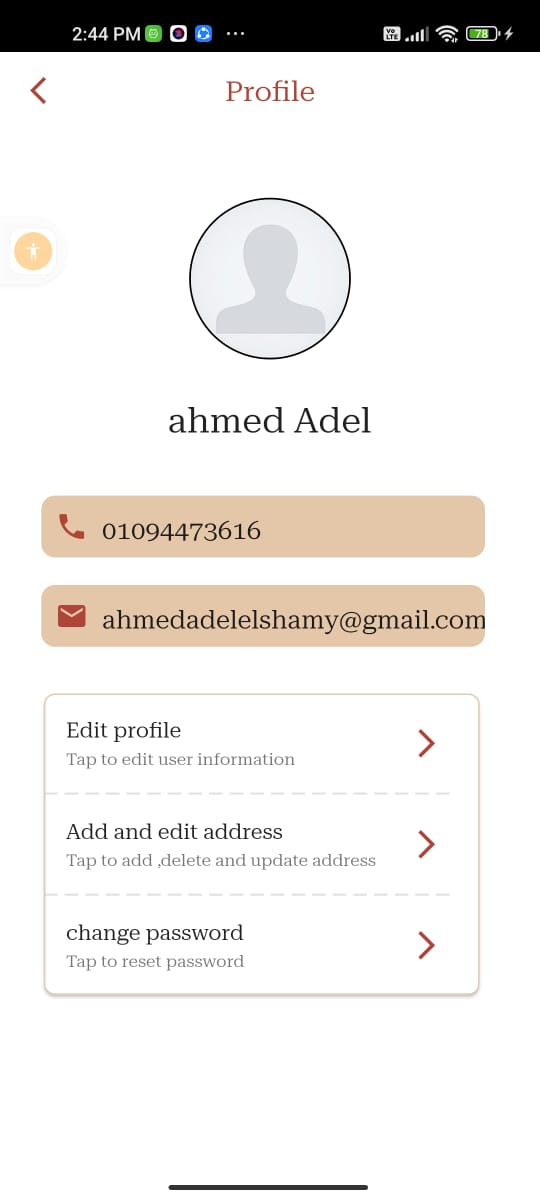 2:44 PM
Vo LTE
78
Profile
ahmed Adel
01094473616
ahmedadelelshamy@gmail.com
Edit profile
Tap to edit user information
Add and edit address
Tap to add ,delete and update address
change password
Tap to reset password